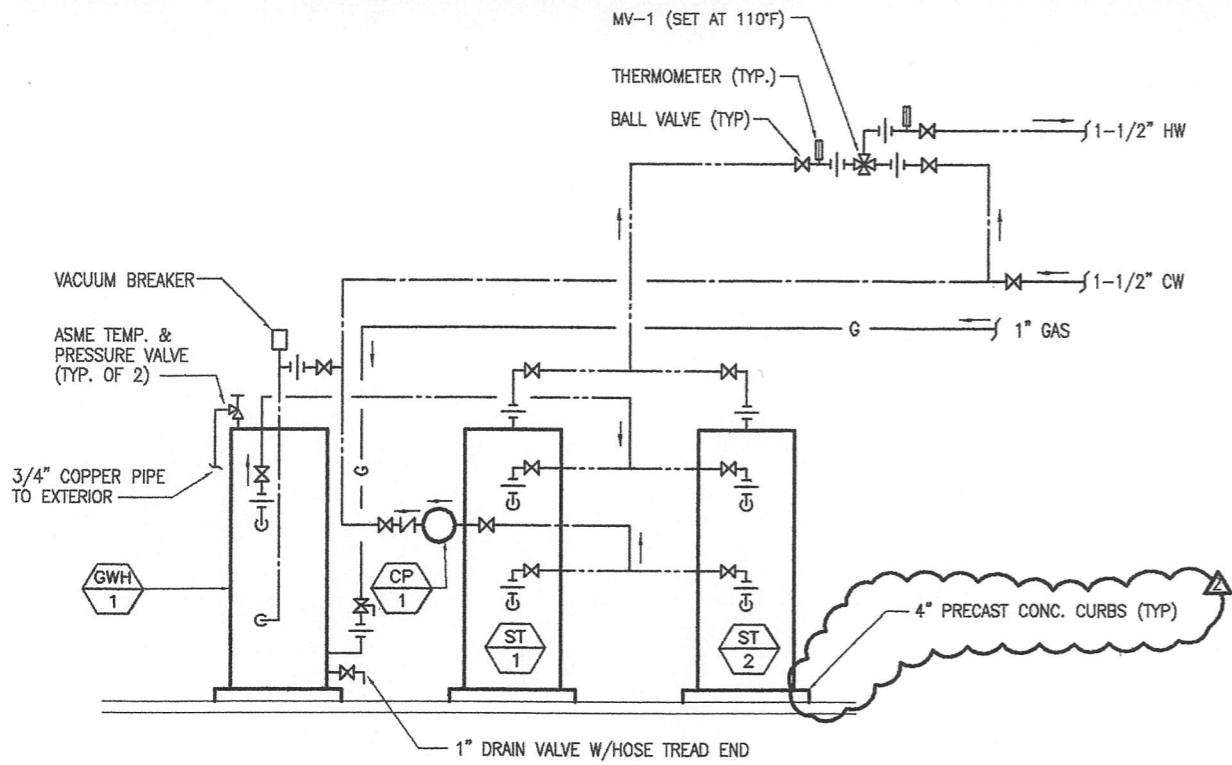 MV-1 (SET AT 110°F)
THERMOMETER (TYP.)
BALL VALVE (TYP)
1-1/2" HW
VACUUM BREAKER
1-1/2" CW
ASME TEMP. &
PRESSURE VALVE
(TYP. OF 2)
G
1" GAS
G
3/4" COPPER PIPE
TO EXTERIOR
GWH
1
CP
1
ST
1
ST
2
4" PRECAST CONC. CURBS (TYP)
1" DRAIN VALVE W/HOSE TREAD END